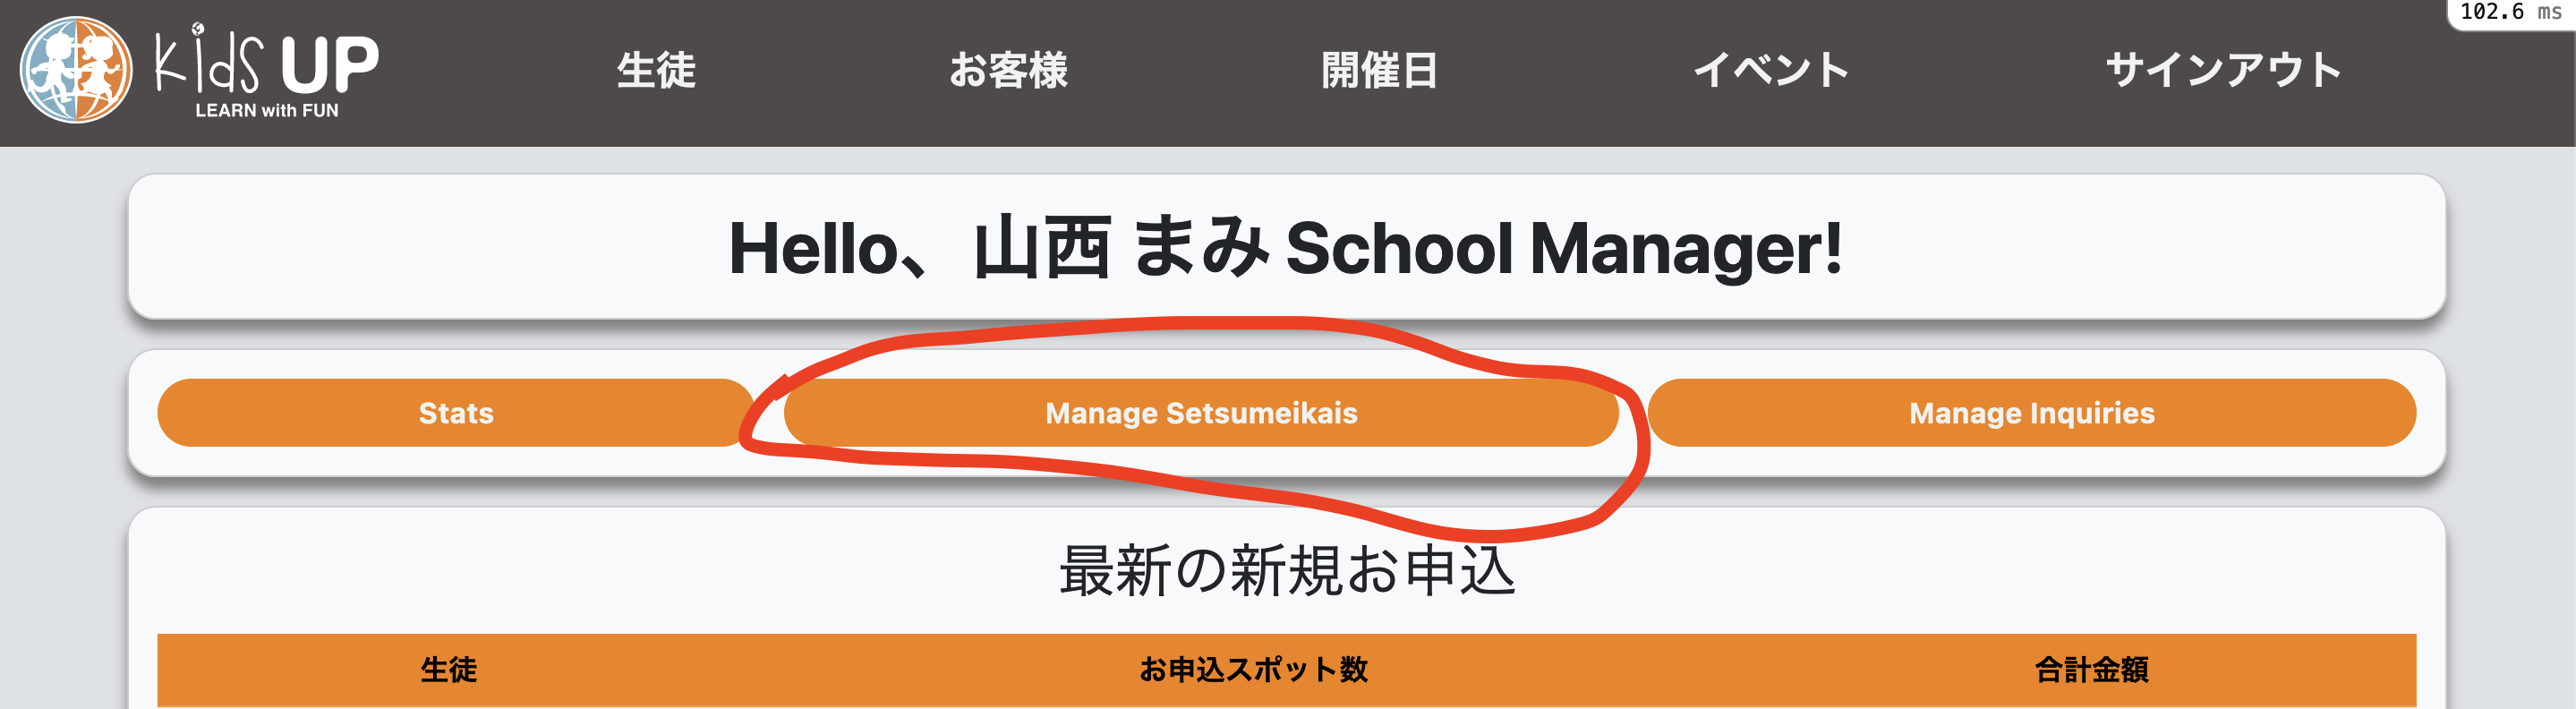 102.6 ms
Kids UP
LEARN with FUN
生徒 お客様 開催日 イベント サインアウト
Hello、山西 まみ School Manager!
Stats Manage Setsumeikais Manage Inquiries
最新の新規お申込
生徒 お申込スポット数 合計金額